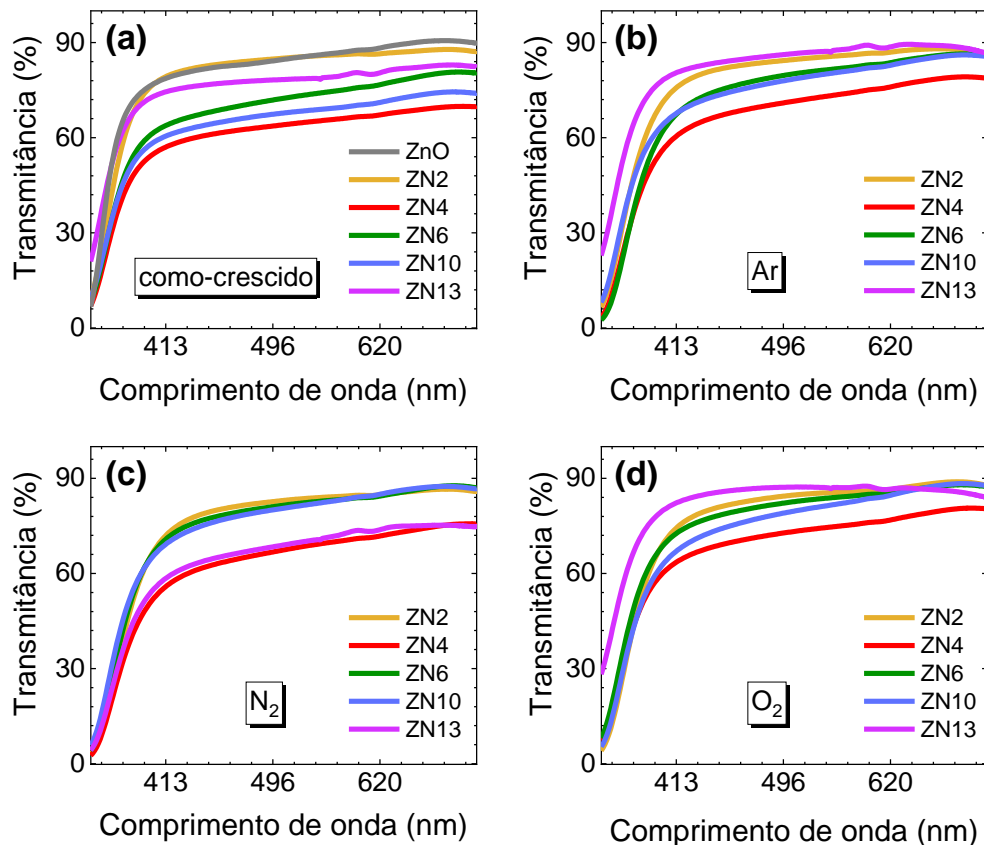 (a)
Transmitância (%)
90
60
30
0
ZnO
ZN2
ZN4
ZN6
ZN10
ZN13
como-crescido
413
496
620
Comprimento de onda (nm)
(b)
Transmitância (%)
90
60
30
0
ZN2
ZN4
ZN6
ZN10
ZN13
Ar
413
496
620
Comprimento de onda (nm)
(c)
Transmitância (%)
90
60
30
0
ZN2
ZN4
ZN6
ZN10
ZN13
N₂
413
496
620
Comprimento de onda (nm)
(d)
Transmitância (%)
90
60
30
0
ZN2
ZN4
ZN6
ZN10
ZN13
O₂
413
496
620
Comprimento de onda (nm)